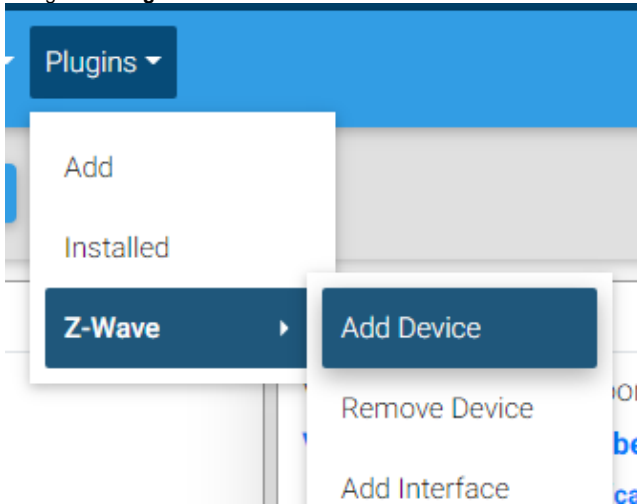 Plugins
Add
Installed
Z-Wave
Add Device
Remove Device
Add Interface